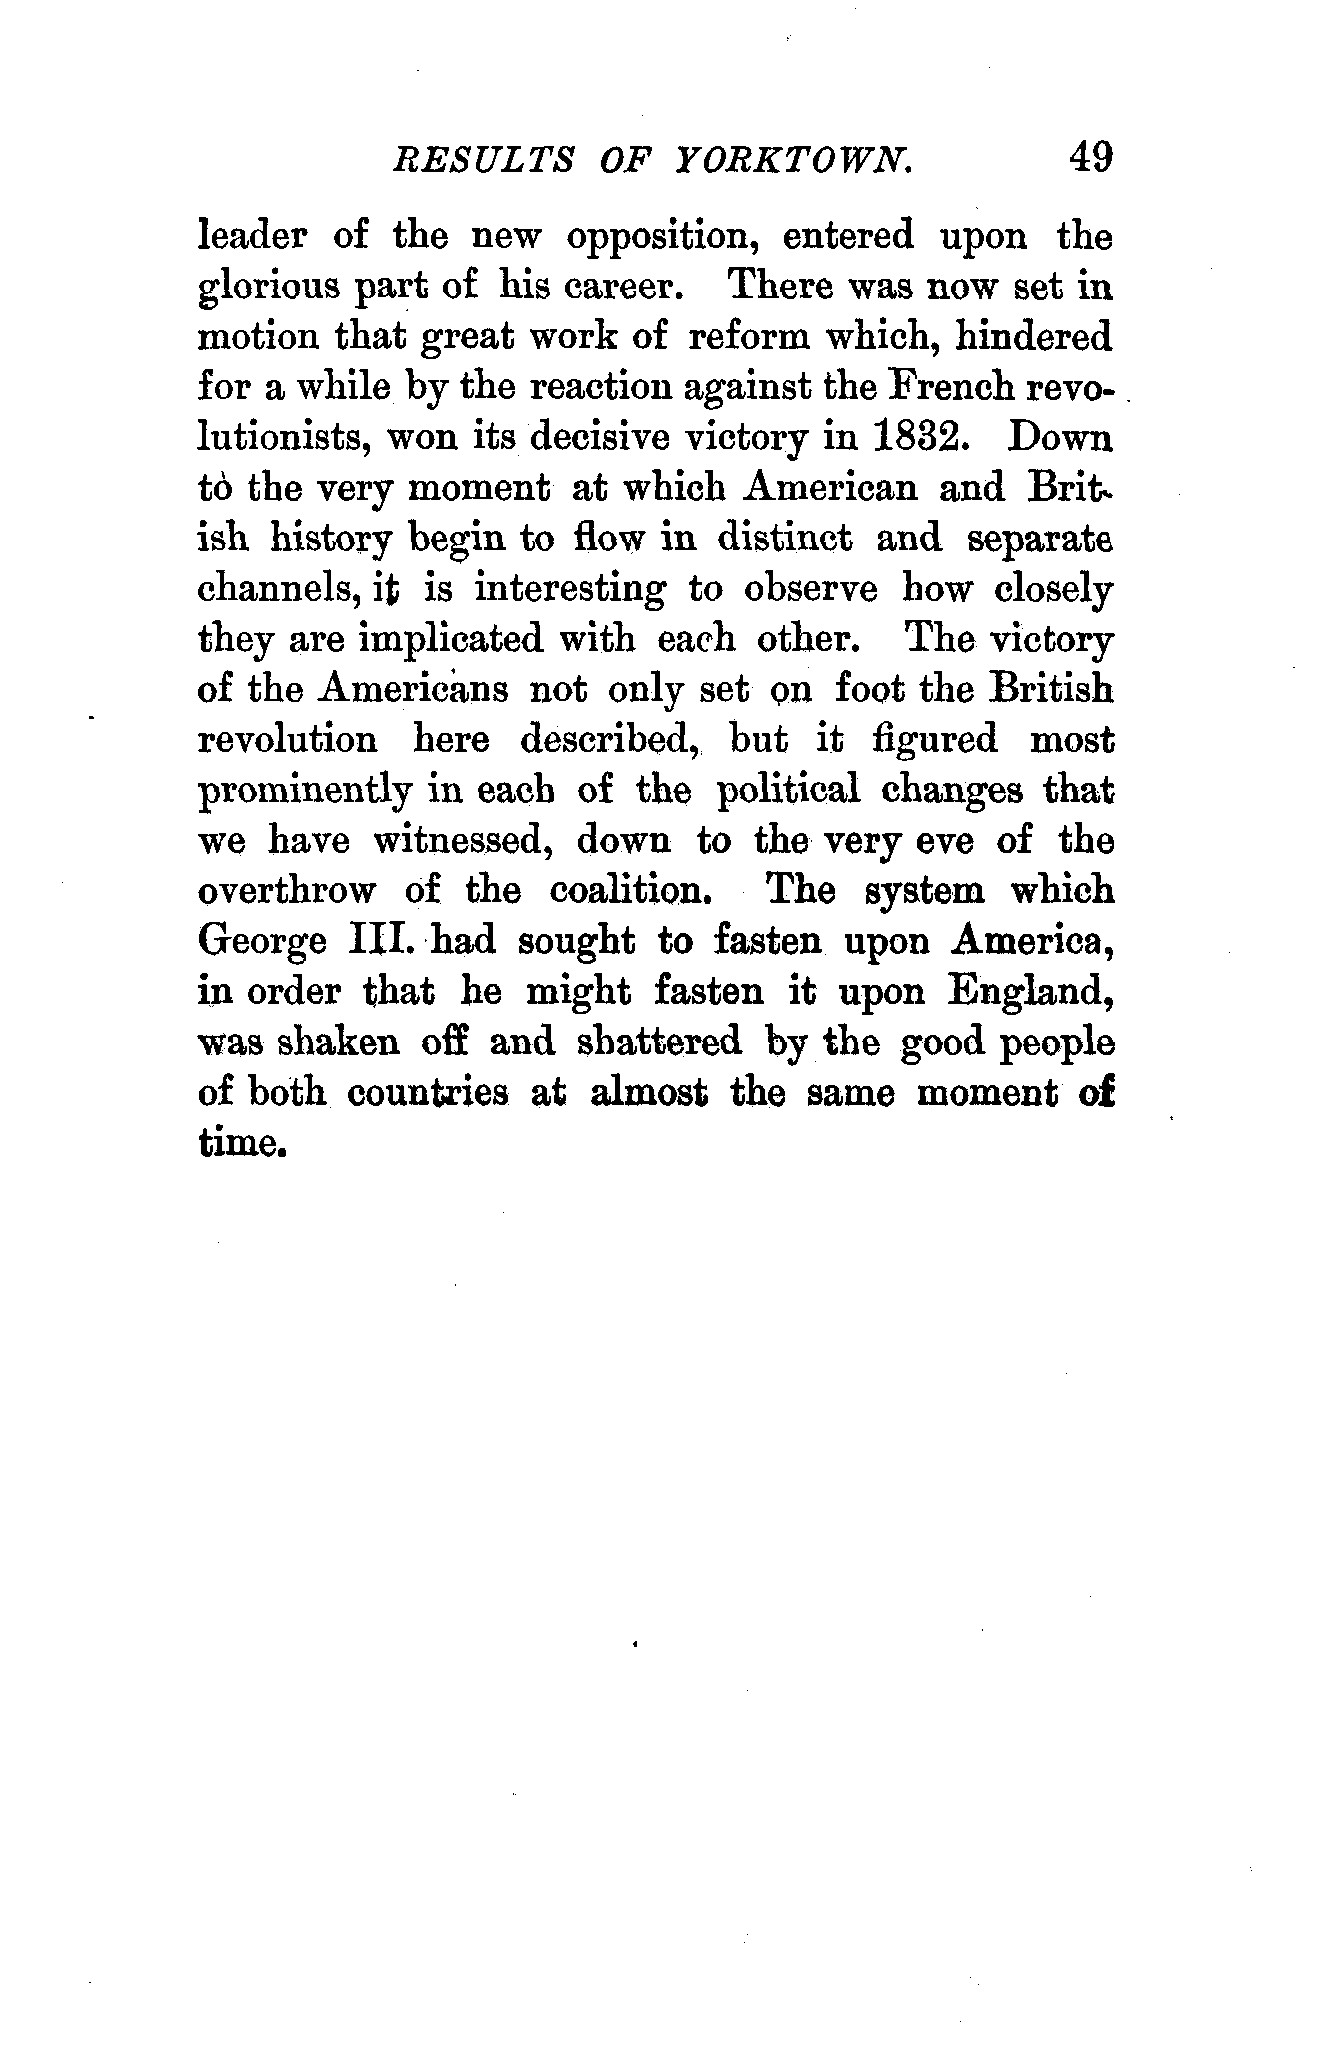 RESULTS OF YORKTOWN. 49
leader of the new opposition, entered upon the
glorious part of his career. There was now set in
motion that great work of reform which, hindered
for a while by the reaction against the French revo-
lutionists, won its decisive victory in 1832. Down
to the very moment at which American and Brit-
ish history begin to flow in distinct and separate
channels, it is interesting to observe how closely
they are implicated with each other. The victory
of the Americans not only set on foot the British
revolution here described, but it figured most
prominently in each of the political changes that
we have witnessed, down to the very eve of the
overthrow of the coalition. The system which
George III. had sought to fasten upon America,
in order that he might fasten it upon England,
was shaken off and shattered by the good people
of both countries at almost the same moment of
time.